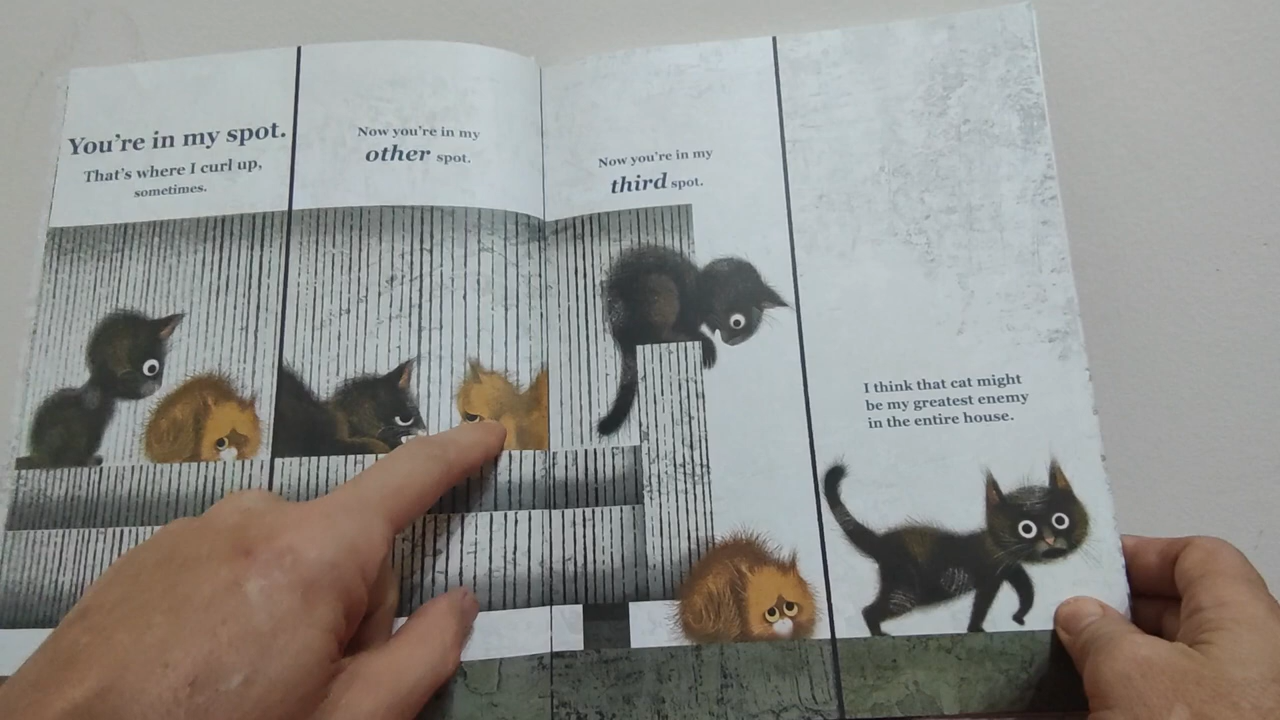 You're in my spot.
That's where I curl up,
sometimes.
Now you're in my
other spot.
Now you're in my
third spot.
I think that cat might
be my greatest enemy
in the entire house.